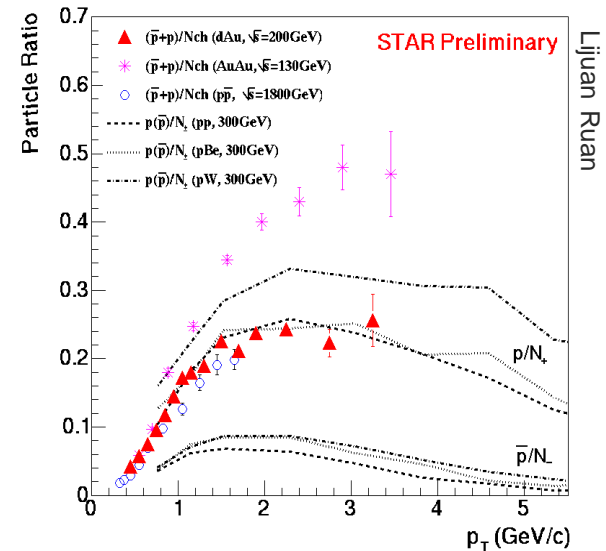 0.7
0.6
0.5
0.4
0.3
0.2
0.1
0
Particle Ratio
(p̅+p)/Nch (dAu, √s=200GeV)
(p̅+p)/Nch (AuAu, √s=130GeV)
(p̅+p)/Nch (pp̅, √s=1800GeV)
p(p̅)/N± (pp, 300GeV)
p(p̅)/N± (pBe, 300GeV)
p(p̅)/N± (pW, 300GeV)
STAR Preliminary
Lijuan Ruan
p/N₊
p̅/N₋
0 1 2 3 4 5
p_T (GeV/c)